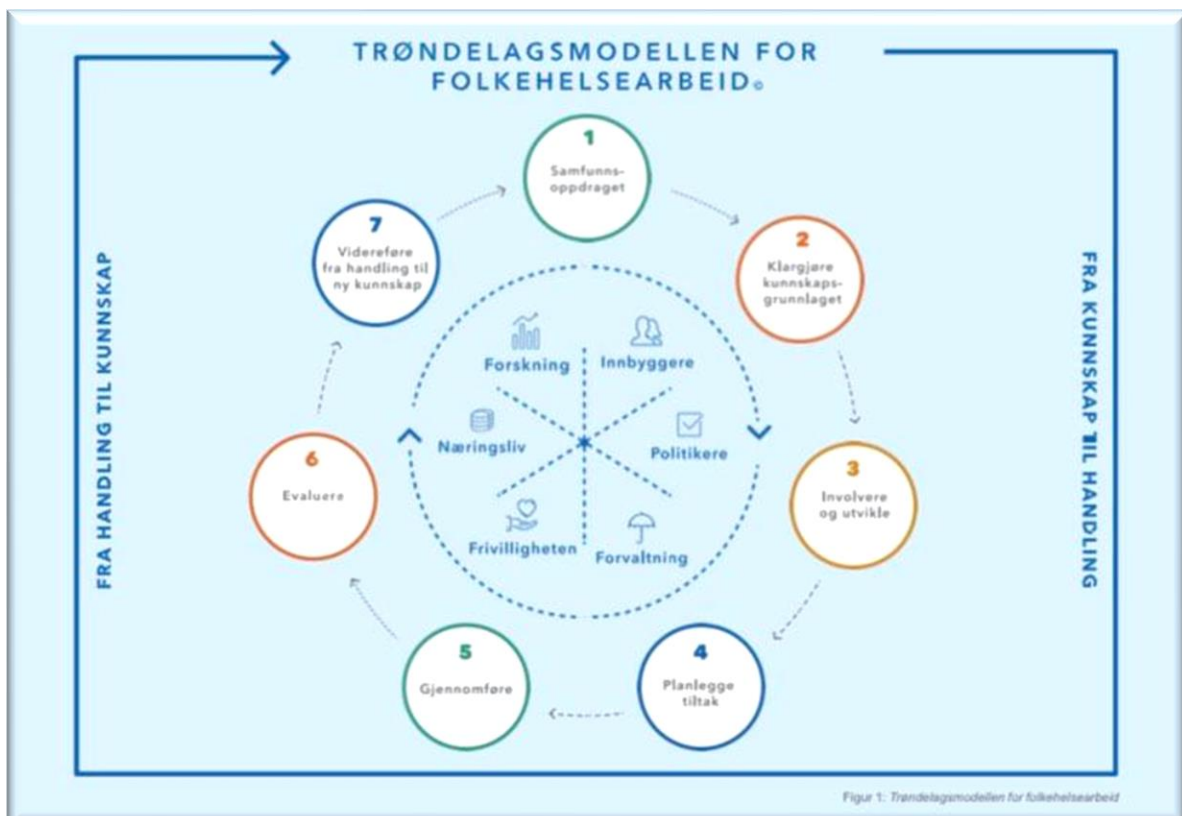 TRØNDELAGSMODELLEN FOR
FOLKEHELSEARBEID©
1
Samfunns-
oppdraget
2
Klargjøre
kunnskaps-
grunnlaget
3
Involvere
og utvikle
4
Planlegge
tiltak
5
Gjennomføre
6
Evaluere
7
Videreføre
fra handling til
ny kunnskap
Forskning
Innbyggere
Næringsliv
Politikere
Frivilligheten
Forvaltning
FRA HANDLING TIL KUNNSKAP
FRA KUNNSKAP TIL HANDLING
Figur 1: Trøndelagsmodellen for folkehelsearbeid